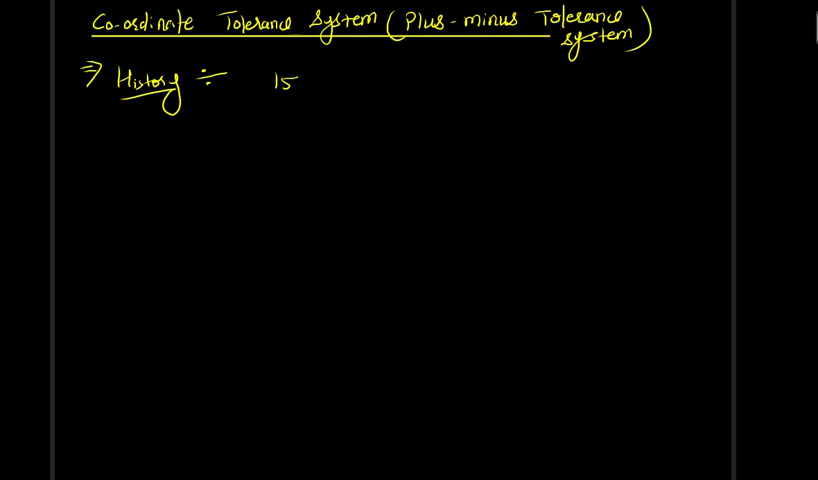 Co-ordinate Tolerance System (Plus-minus Tolerance
system)
⇒ History ÷ 15